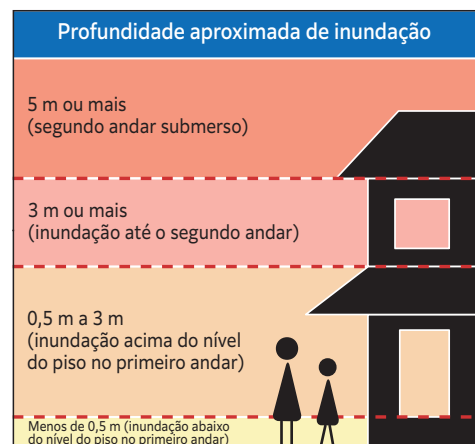 Profundidade aproximada de inundação
5 m ou mais
(segundo andar submerso)
3 m ou mais
(inundação até o segundo andar)
0,5 m a 3 m
(inundação acima do nível
do piso no primeiro andar)
Menos de 0,5 m (inundação abaixo
do nível do piso no primeiro andar)